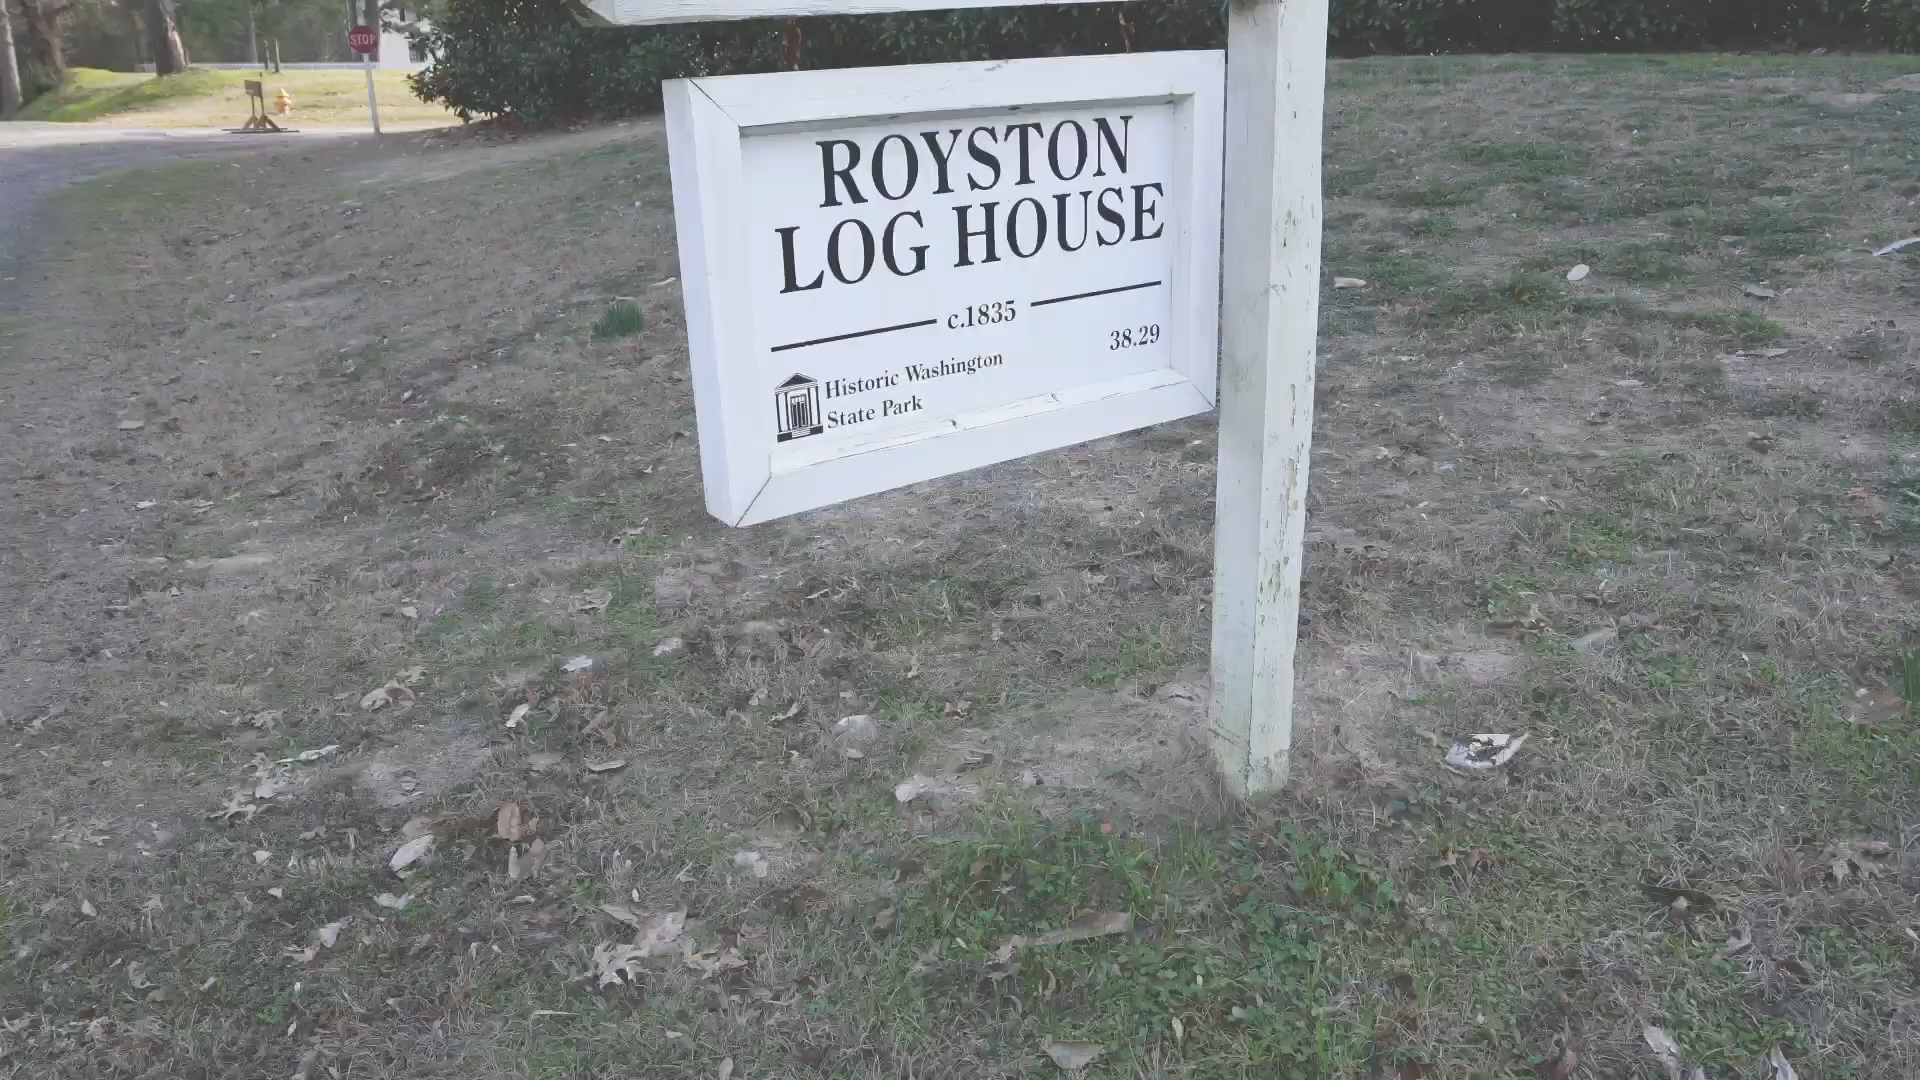 STOP
ROYSTON
LOG HOUSE
c.1835
38.29
Historic Washington
State Park